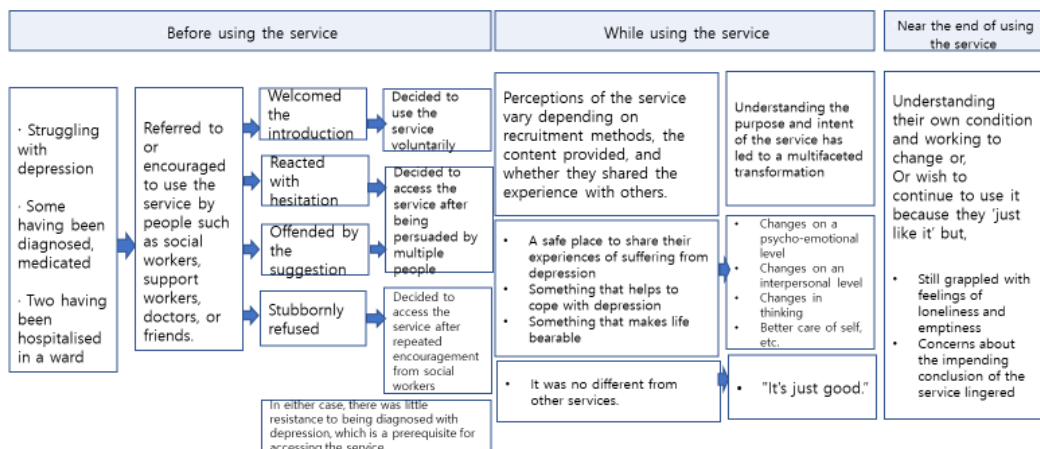 Before using the service
While using the service
Near the end of using
the service
· Struggling
with
depression
· Some
having been
diagnosed,
medicated
· Two having
been
hospitalised
in a ward
Referred to
or
encouraged
to use the
service by
people such
as social
workers,
support
workers,
doctors, or
friends.
Welcomed
the
introduction
Decided to
use the
service
voluntarily
Reacted
with
hesitation
Offended by
the
suggestion
Decided to
access the
service after
being
persuaded by
multiple
people
Stubbornly
refused
Decided to
access the
service after
repeated
encouragement
from social
workers
In either case, there was little
resistance to being diagnosed with
depression, which is a prerequisite for
accessing the service
Perceptions of the service
vary depending on
recruitment methods, the
content provided, and
whether they shared the
experience with others.
• A safe place to share their
experiences of suffering from
depression
• Something that helps to
cope with depression
• Something that makes life
bearable
• It was no different from
other services.
Understanding the
purpose and intent
of the service has
led to a multifaceted
transformation
• Changes on a
psycho-emotional
level
• Changes on an
interpersonal level
• Changes in
thinking
• Better care of self,
etc.
• "It's just good."
Understanding
their own condition
and working to
change or,
Or wish to
continue to use it
because they 'just
like it' but,
• Still grappled with
feelings of
loneliness and
emptiness
• Concerns about
the impending
conclusion of the
service lingered